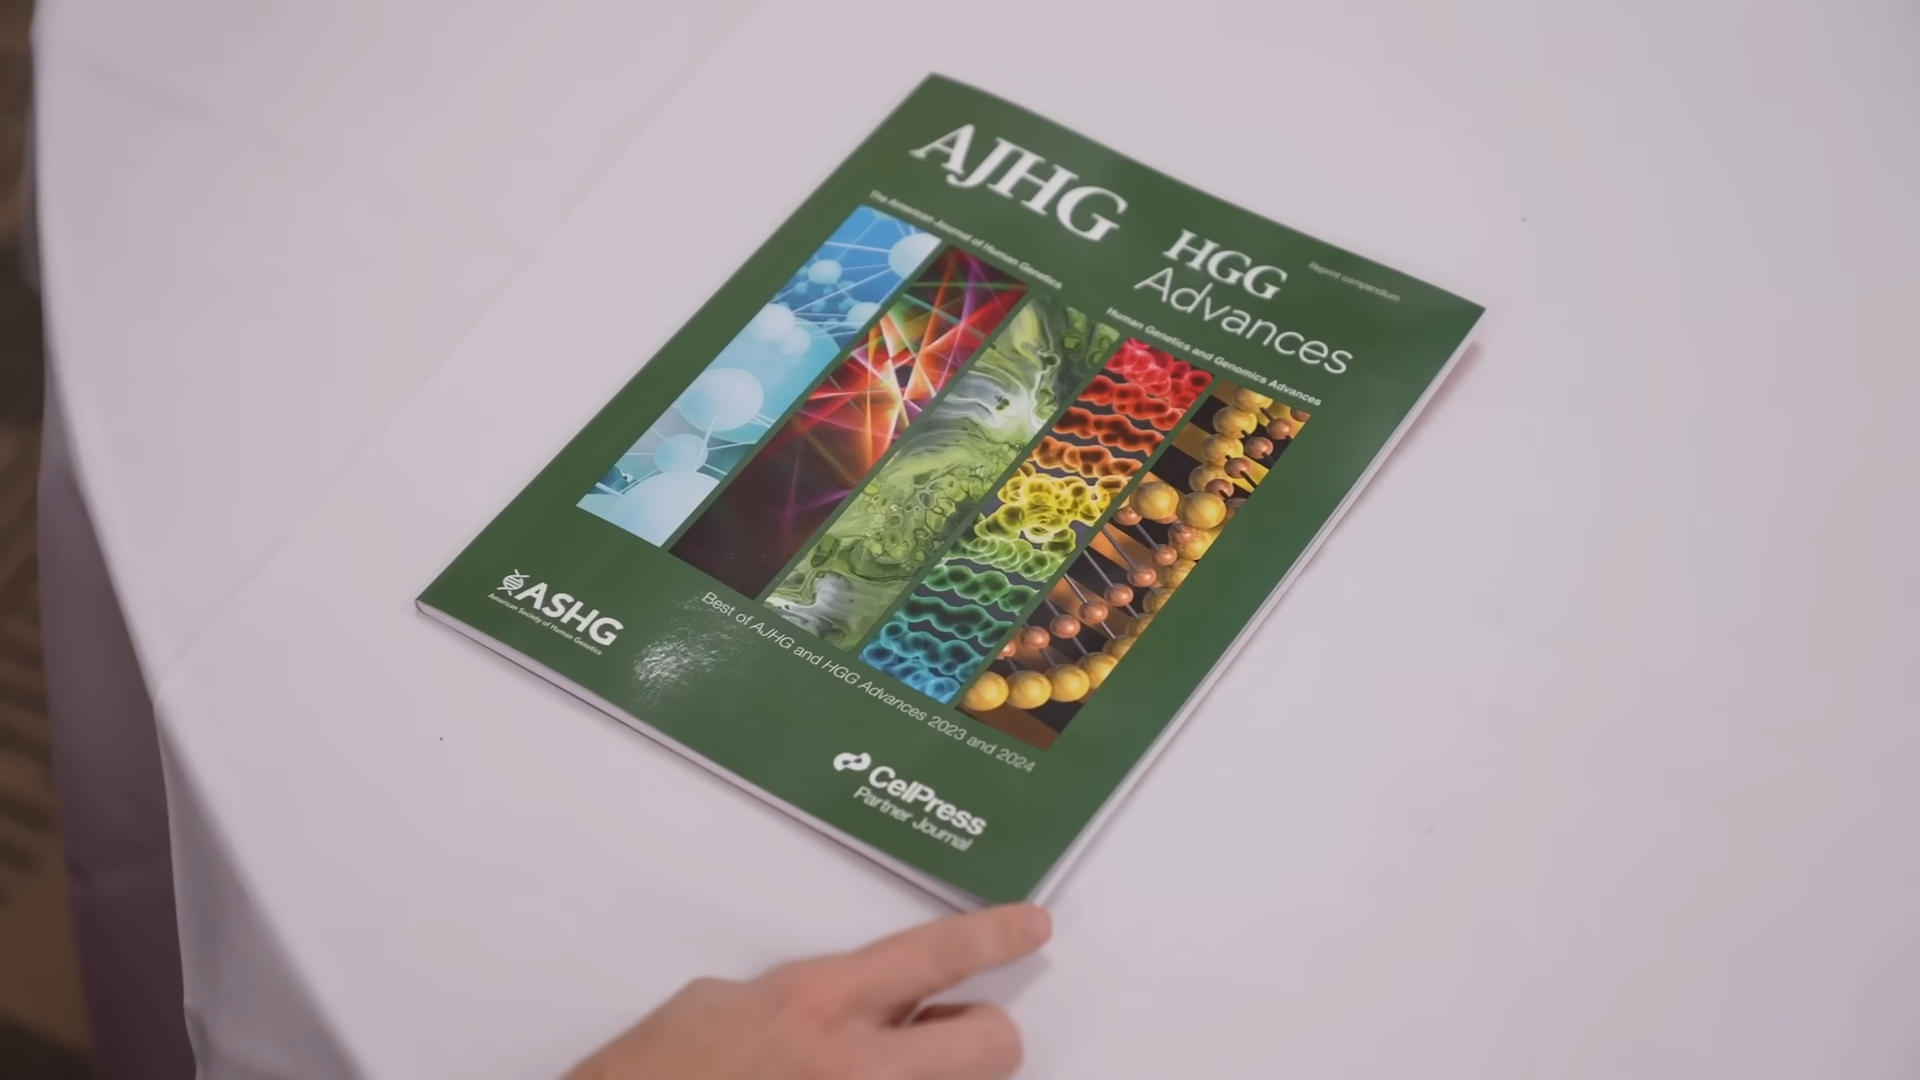 AJHG
The American Journal of Human Genetics
HGG
Advances
Human Genetics and Genomics Advances
Reprint compendium
Best of AJHG and HGG Advances 2023 and 2024
ASHG
American Society of Human Genetics
CellPress
Partner Journal